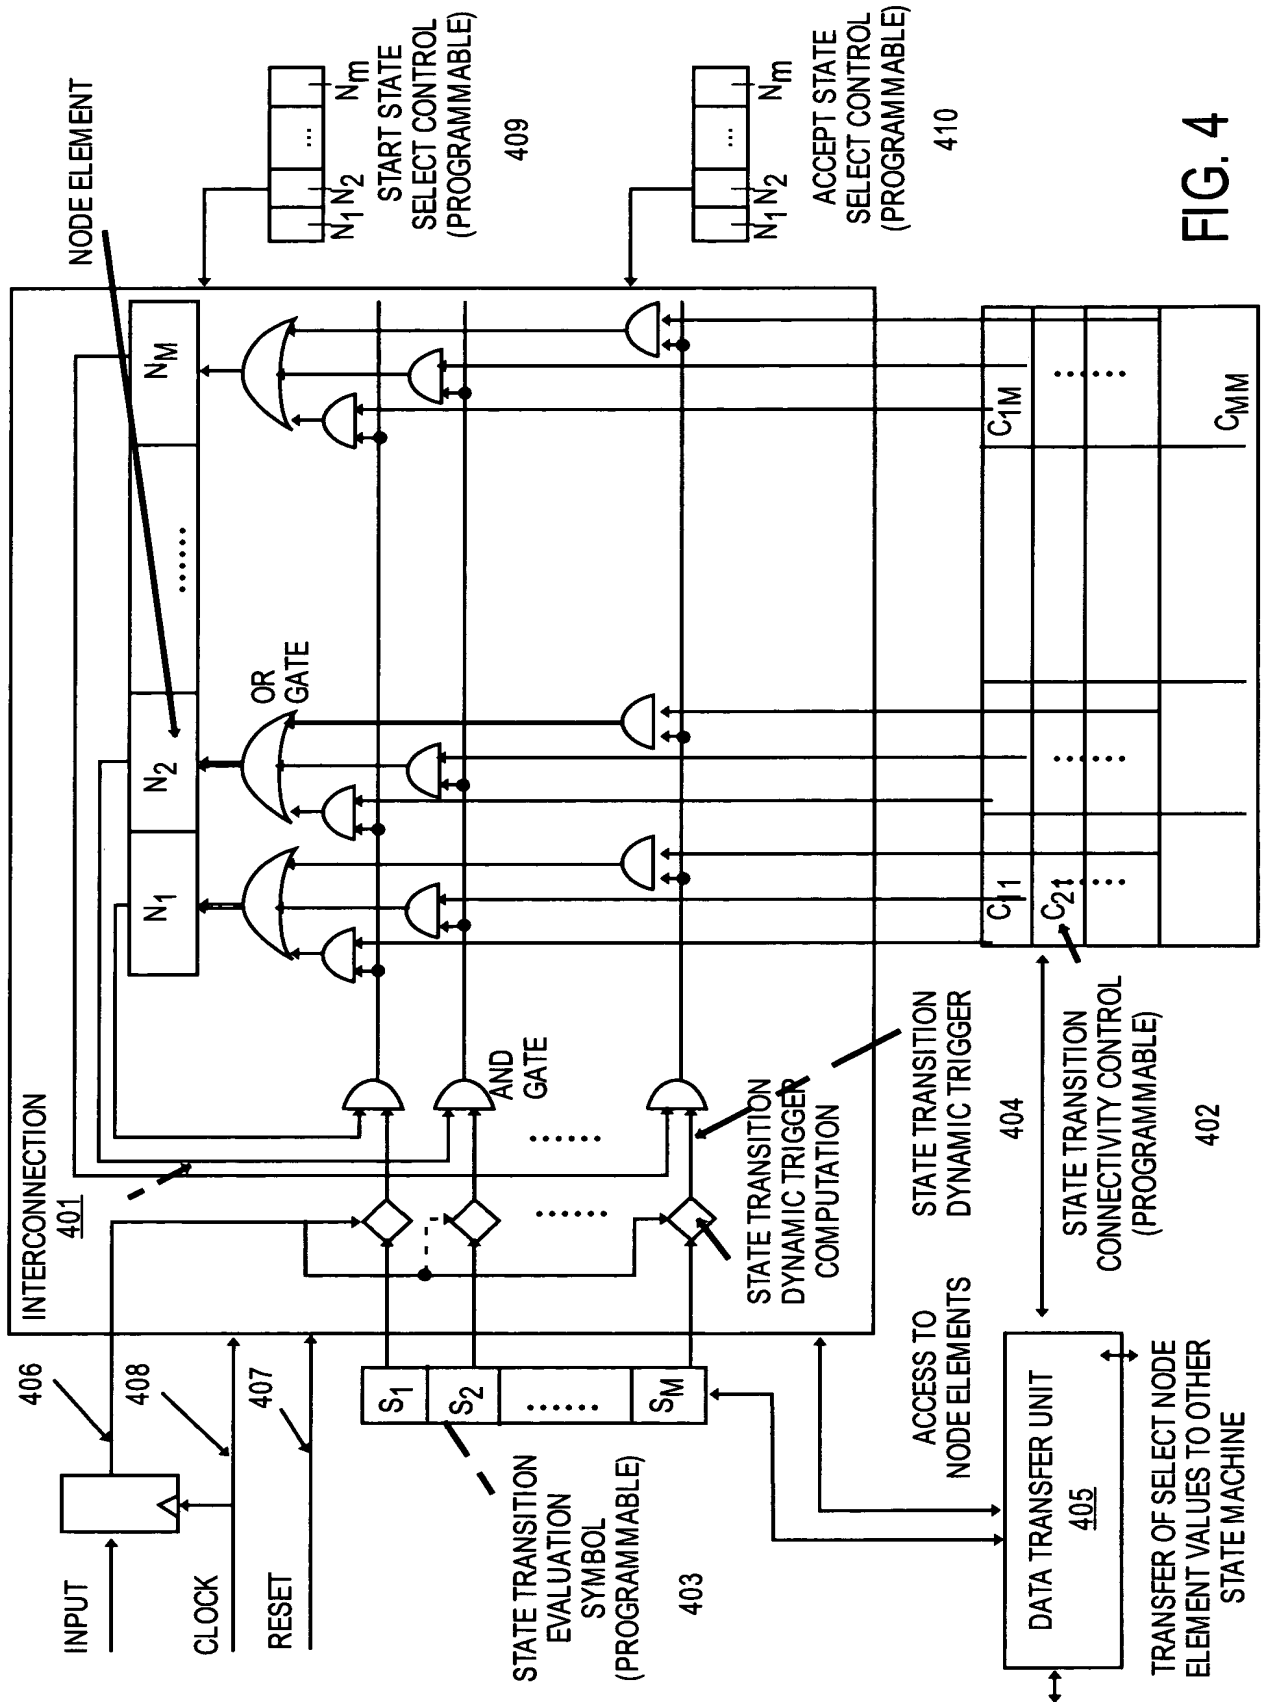 INPUT
CLOCK
RESET
406
408
407
INTERCONNECTION
401
N1
N2
......
NM
NODE ELEMENT
OR
GATE
AND
GATE
......
......
S1
S2
......
SM
STATE TRANSITION
EVALUATION
SYMBOL
(PROGRAMMABLE)
403
STATE TRANSITION
DYNAMIC TRIGGER
COMPUTATION
STATE TRANSITION
DYNAMIC TRIGGER
404
N1
N2
...
Nm
START STATE
SELECT CONTROL
(PROGRAMMABLE)
409
N1
N2
...
Nm
ACCEPT STATE
SELECT CONTROL
(PROGRAMMABLE)
410
ACCESS TO
NODE ELEMENTS
DATA TRANSFER UNIT
405
TRANSFER OF SELECT NODE
ELEMENT VALUES TO OTHER
STATE MACHINE
STATE TRANSITION
CONNECTIVITY CONTROL
(PROGRAMMABLE)
402
C11
C1M
C21
......
......
......
CMM
FIG. 4